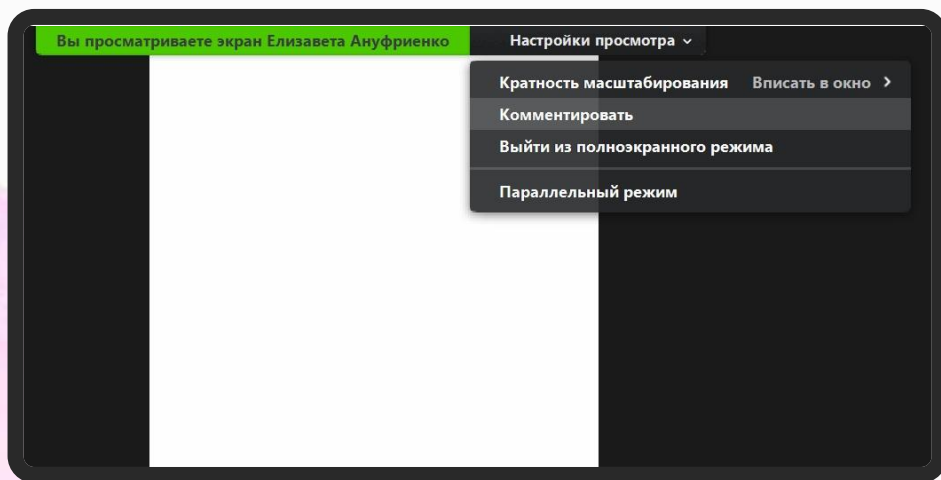 Вы просматриваете экран Елизавета Ануфриенко
Настройки просмотра
Кратность масштабирования Вписать в окно
Комментировать
Выйти из полноэкранного режима
Параллельный режим